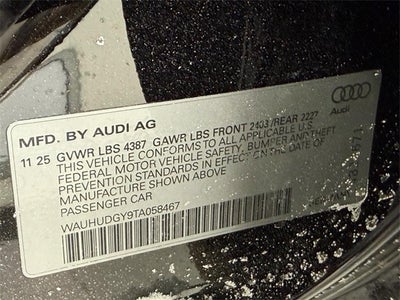 MFD. BY AUDI AG
Audi
11 25 GVWR LBS 4387 GAWR LBS FRONT 2403/REAR 2227
THIS VEHICLE CONFORMS TO ALL APPLICABLE U.S.
FEDERAL MOTOR VEHICLE SAFETY, BUMPER AND THEFT
PREVENTION STANDARDS IN EFFECT ON THE DATE OF
MANUFACTURE SHOWN ABOVE.
PASSENGER CAR
WAUHUDGY9TA058467